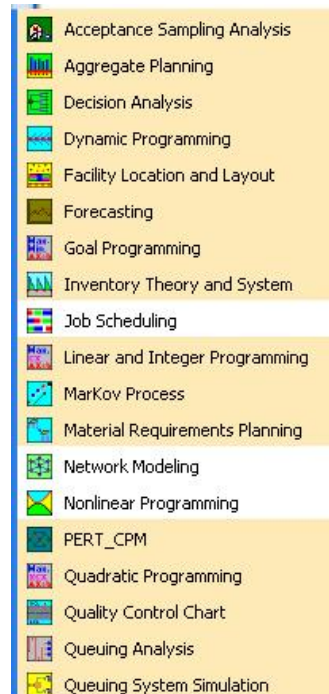 Acceptance Sampling Analysis
Aggregate Planning
Decision Analysis
Dynamic Programming
Facility Location and Layout
Forecasting
Goal Programming
Inventory Theory and System
Job Scheduling
Linear and Integer Programming
MarKov Process
Material Requirements Planning
Network Modeling
Nonlinear Programming
PERT_CPM
Quadratic Programming
Quality Control Chart
Queuing Analysis
Queuing System Simulation